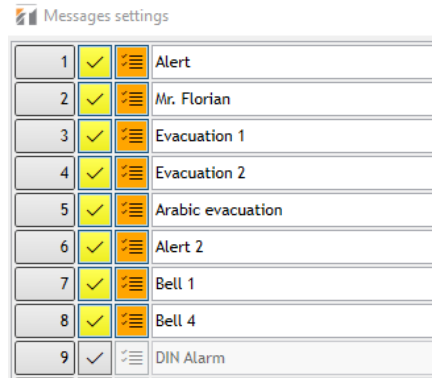 Messages settings
1 Alert
2 Mr. Florian
3 Evacuation 1
4 Evacuation 2
5 Arabic evacuation
6 Alert 2
7 Bell 1
8 Bell 4
9 DIN Alarm